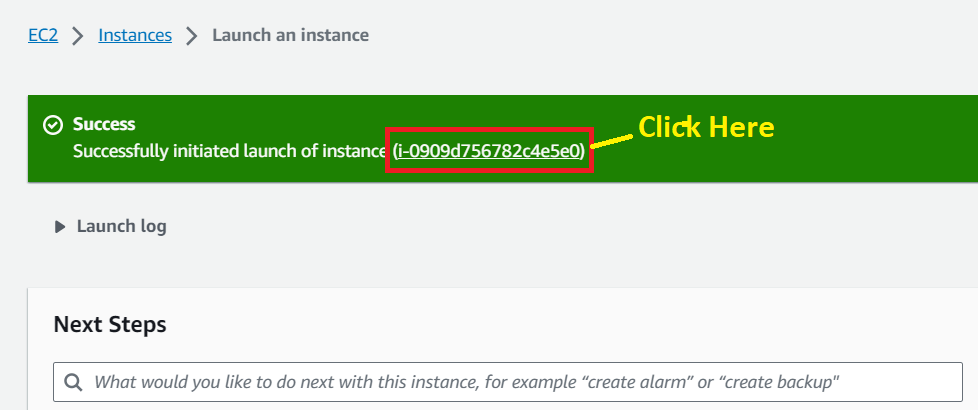 EC2 > Instances > Launch an instance
Success
Click Here
Successfully initiated launch of instance (i-0909d756782c4e5e0)
Launch log
Next Steps
What would you like to do next with this instance, for example “create alarm” or “create backup"